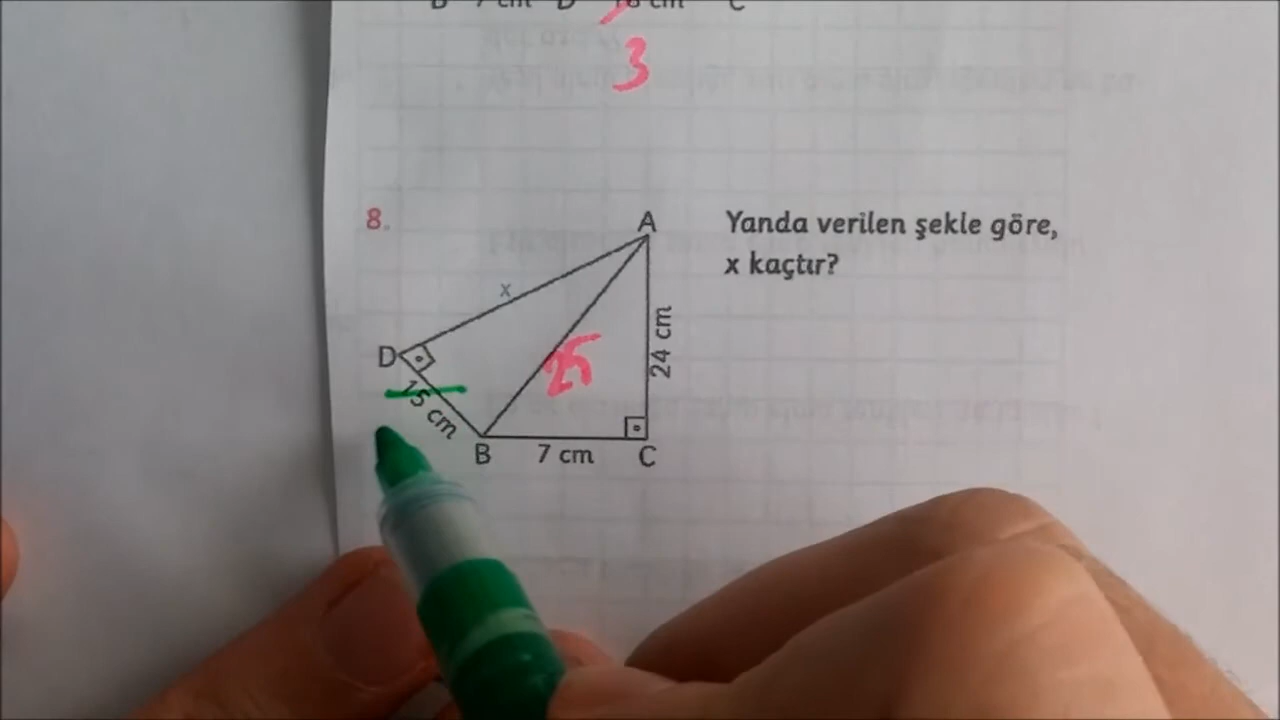 3
8.
A
Yanda verilen şekle göre,
x kaçtır?
x
24 cm
D
25
15 cm
B
7 cm
C